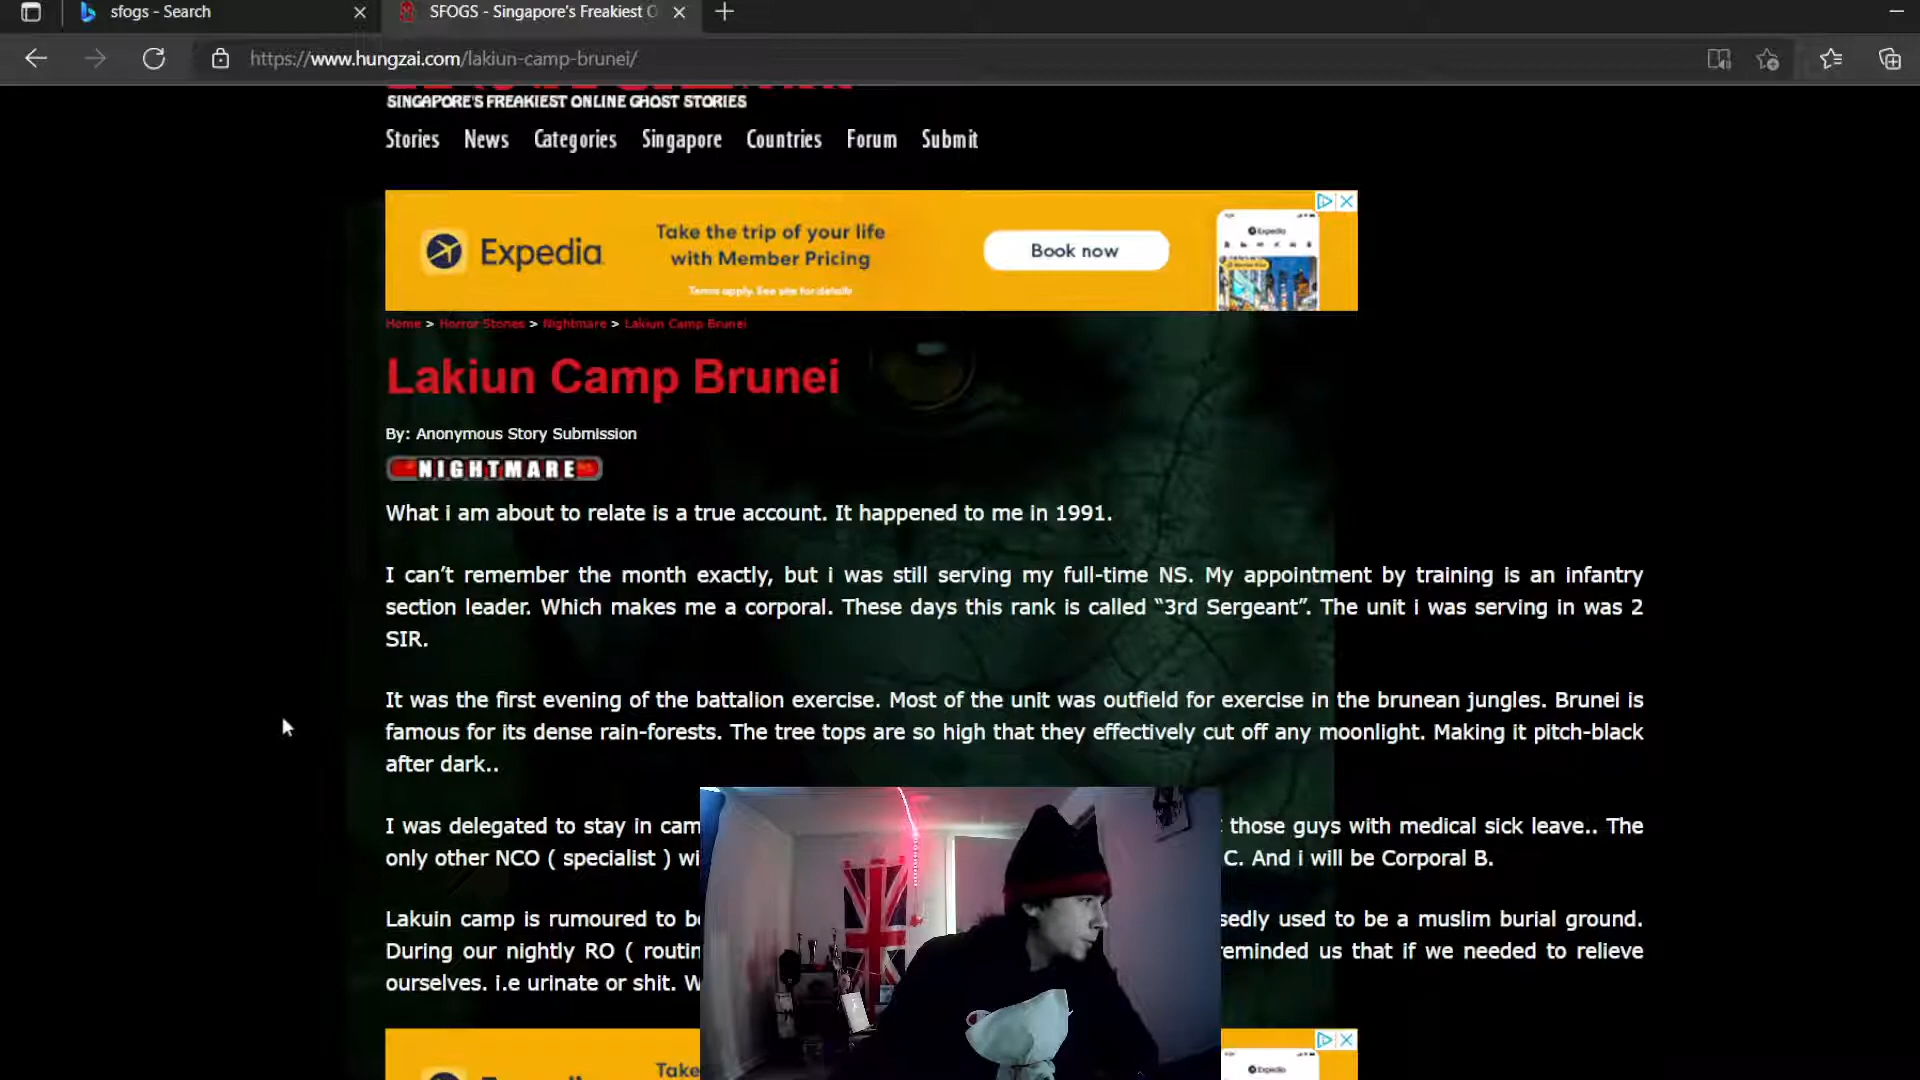 sfogs - Search
SFOGS - Singapore's Freakiest O
https://www.hungzai.com/lakiun-camp-brunei/
SINGAPORE'S FREAKIEST ONLINE GHOST STORIES
Stories News Categories Singapore Countries Forum Submit
Expedia
Take the trip of your life
with Member Pricing
Terms apply. See site for details
Book now
Expedia
Home > Horror Stories > Nightmare > Lakiun Camp Brunei
Lakiun Camp Brunei
By: Anonymous Story Submission
NIGHTMARE
What i am about to relate is a true account. It happened to me in 1991.
I can't remember the month exactly, but i was still serving my full-time NS. My appointment by training is an infantry
section leader. Which makes me a corporal. These days this rank is called “3rd Sergeant”. The unit i was serving in was 2
SIR.
It was the first evening of the battalion exercise. Most of the unit was outfield for exercise in the brunean jungles. Brunei is
famous for its dense rain-forests. The tree tops are so high that they effectively cut off any moonlight. Making it pitch-black
after dark..
I was delegated to stay in cam those guys with medical sick leave.. The
only other NCO ( specialist ) wi C. And i will be Corporal B.
Lakuin camp is rumoured to b sedly used to be a muslim burial ground.
During our nightly RO ( routin reminded us that if we needed to relieve
ourselves. i.e urinate or shit. W
Take
Expedia